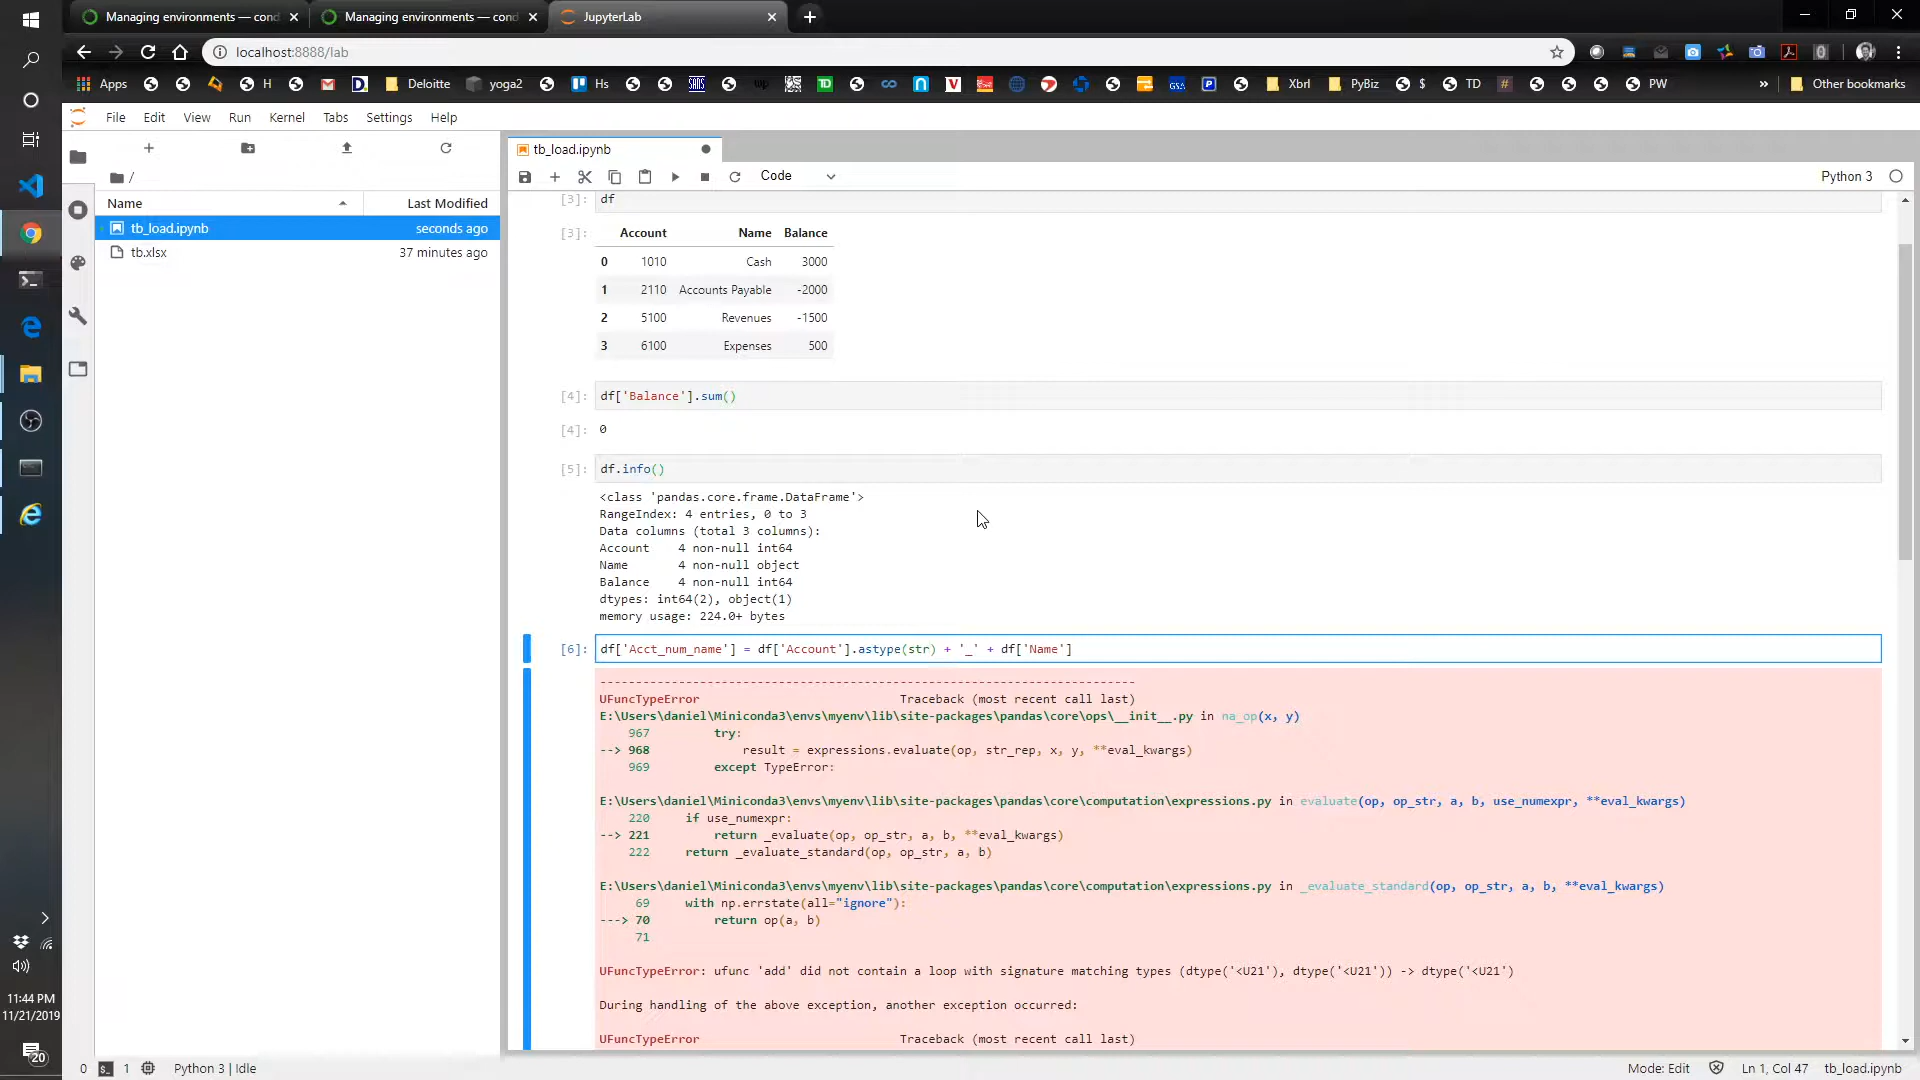 Managing environments — cond
Managing environments — cond
JupyterLab
localhost:8888/lab
Apps
H
Deloitte
yoga2
Hs
SANS
wp
TD
GSA
Xbrl
PyBiz
$
TD
#
PW
»
Other bookmarks
File Edit View Run Kernel Tabs Settings Help
/
Name Last Modified
tb_load.ipynb seconds ago
tb.xlsx 37 minutes ago
tb_load.ipynb
Code
Python 3
[3]: df
[3]: Account Name Balance
0 1010 Cash 3000
1 2110 Accounts Payable -2000
2 5100 Revenues -1500
3 6100 Expenses 500
[4]: df['Balance'].sum()
[4]: 0
[5]: df.info()
<class 'pandas.core.frame.DataFrame'>
RangeIndex: 4 entries, 0 to 3
Data columns (total 3 columns):
Account    4 non-null int64
Name       4 non-null object
Balance    4 non-null int64
dtypes: int64(2), object(1)
memory usage: 224.0+ bytes
[6]: df['Acct_num_name'] = df['Account'].astype(str) + '_' + df['Name']
---------------------------------------------------------------------------
UFuncTypeError                            Traceback (most recent call last)
E:\Users\daniel\Miniconda3\envs\myenv\lib\site-packages\pandas\core\ops\__init__.py in na_op(x, y)
967         try:
--> 968             result = expressions.evaluate(op, str_rep, x, y, **eval_kwargs)
969         except TypeError:
E:\Users\daniel\Miniconda3\envs\myenv\lib\site-packages\pandas\core\computation\expressions.py in evaluate(op, op_str, a, b, use_numexpr, **eval_kwargs)
220     if use_numexpr:
--> 221         return _evaluate(op, op_str, a, b, **eval_kwargs)
222     return _evaluate_standard(op, op_str, a, b)
E:\Users\daniel\Miniconda3\envs\myenv\lib\site-packages\pandas\core\computation\expressions.py in _evaluate_standard(op, op_str, a, b, **eval_kwargs)
69     with np.errstate(all="ignore"):
---> 70         return op(a, b)
71
UFuncTypeError: ufunc 'add' did not contain a loop with signature matching types (dtype('<U21'), dtype('<U21')) -> dtype('<U21')
During handling of the above exception, another exception occurred:
UFuncTypeError                            Traceback (most recent call last)
11:44 PM
11/21/2019
20
0 1 Python 3 | Idle
Mode: Edit Ln 1, Col 47 tb_load.ipynb